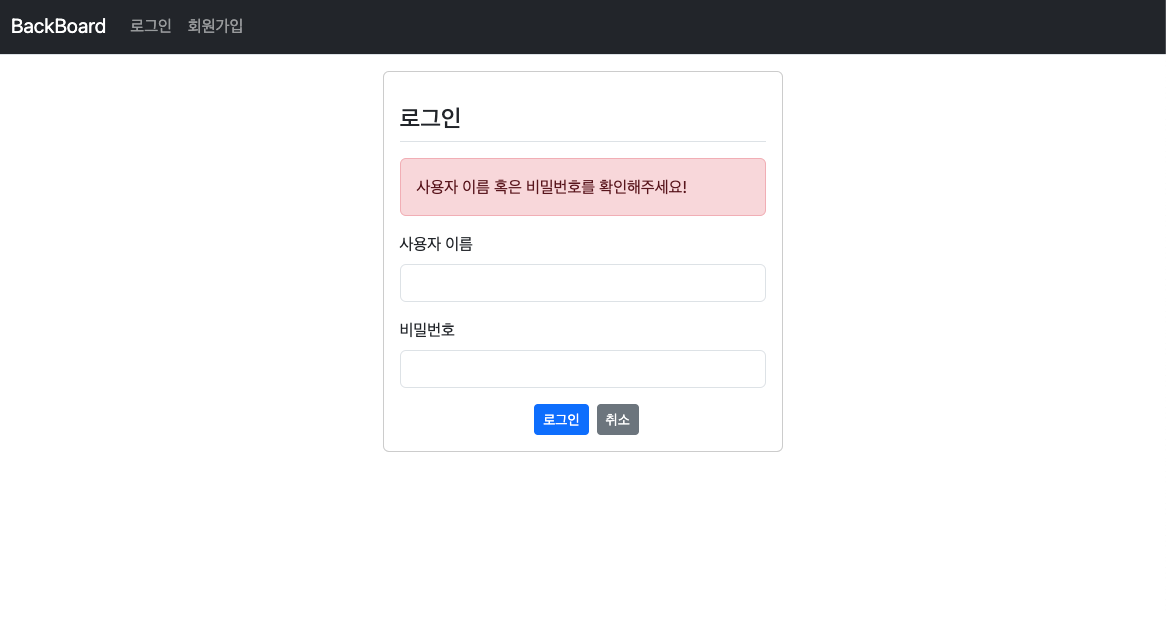 BackBoard 로그인 회원가입
로그인
사용자 이름 혹은 비밀번호를 확인해주세요!
사용자 이름
비밀번호
로그인 취소